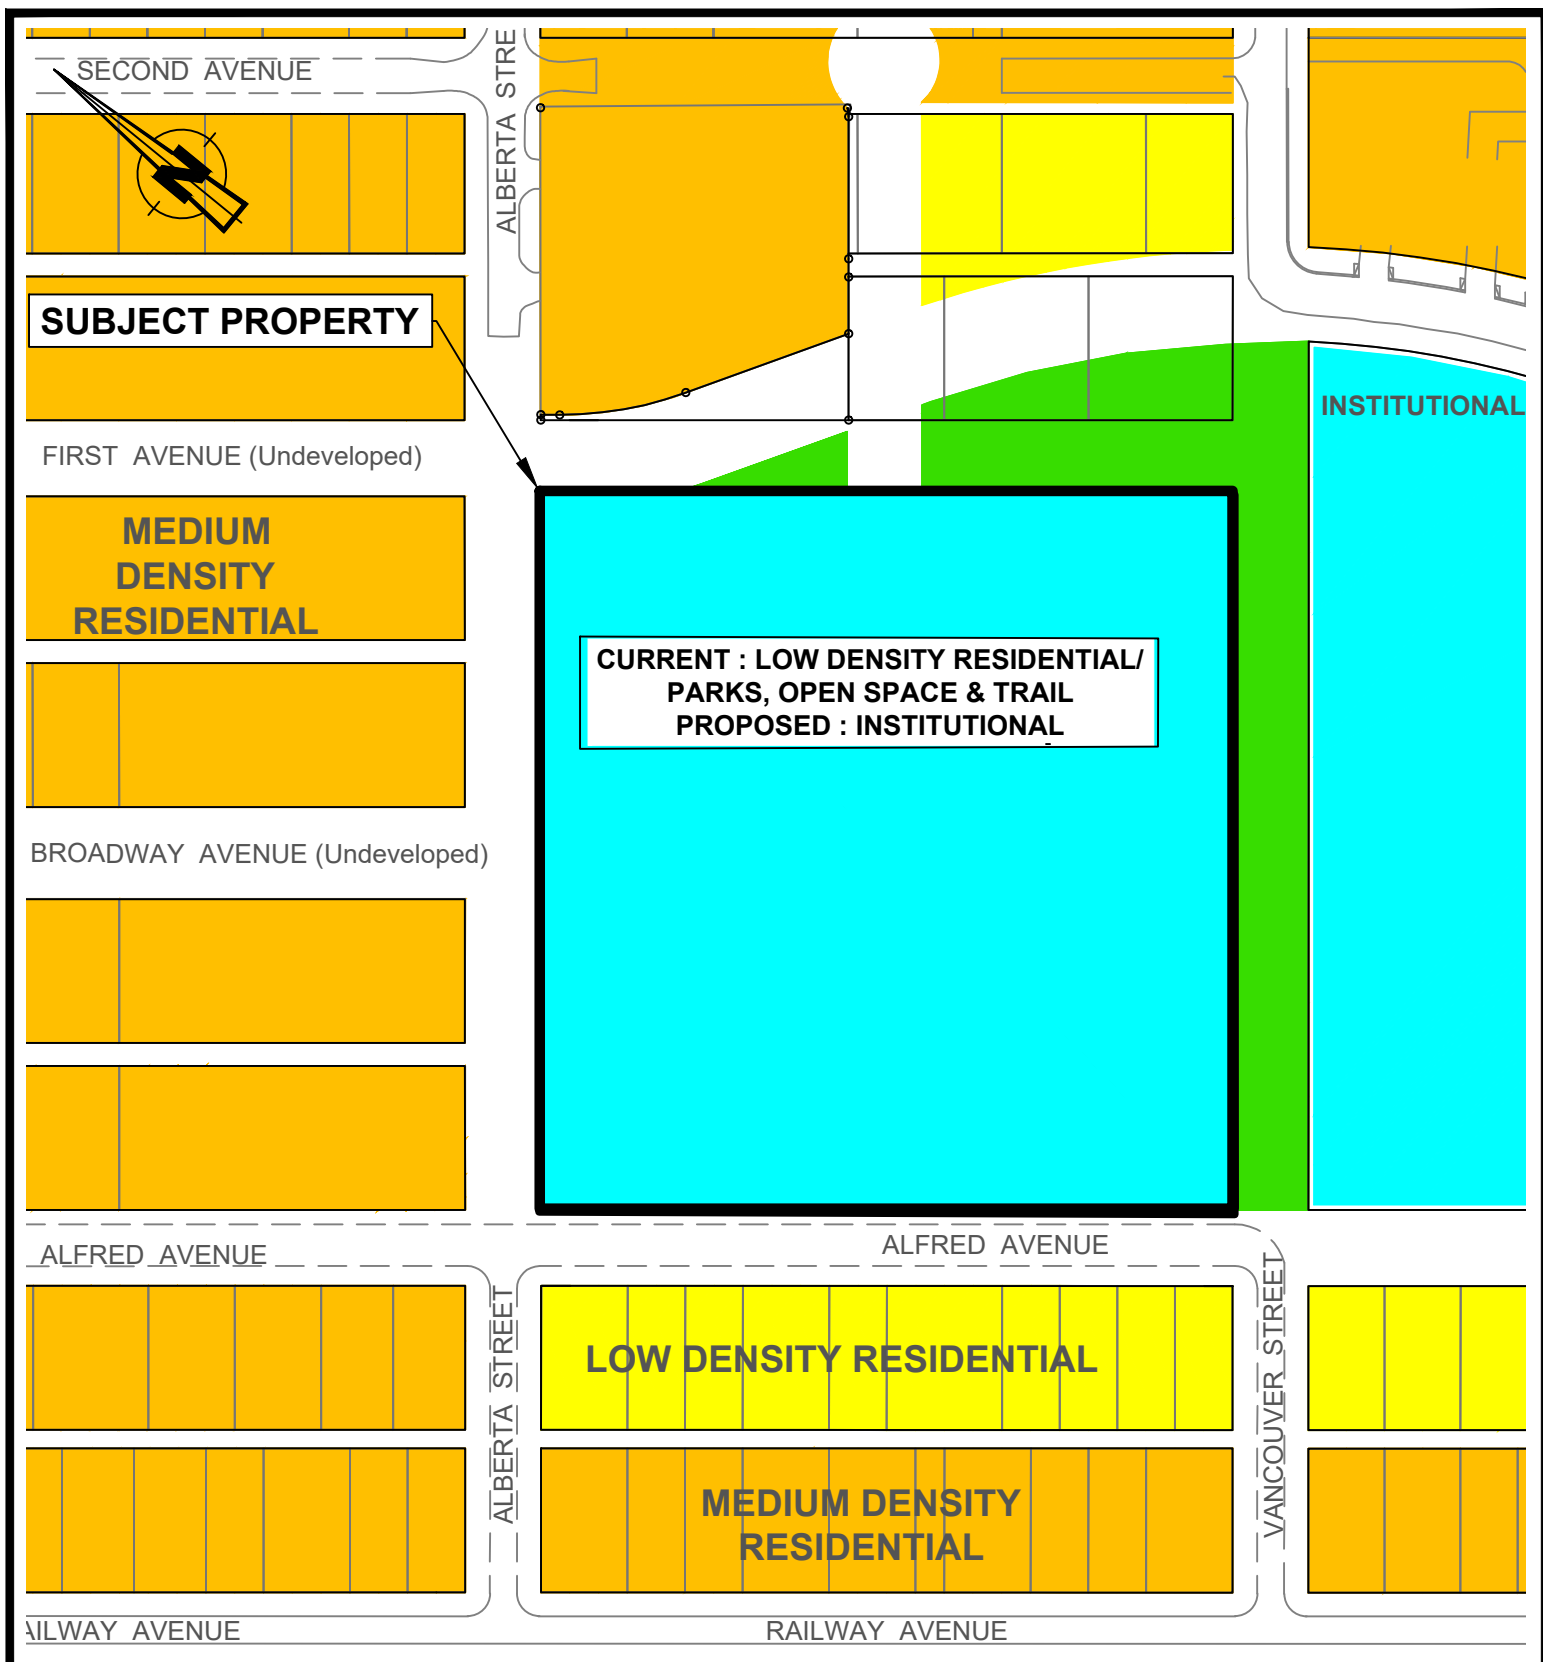 SECOND AVENUE
ALBERTA STRE
N
SUBJECT PROPERTY
INSTITUTIONAL
FIRST AVENUE (Undeveloped)
MEDIUM
DENSITY
RESIDENTIAL
CURRENT : LOW DENSITY RESIDENTIAL/
PARKS, OPEN SPACE & TRAIL
PROPOSED : INSTITUTIONAL
BROADWAY AVENUE (Undeveloped)
ALFRED AVENUE
ALFRED AVENUE
ALBERTA STREET
VANCOUVER STREET
LOW DENSITY RESIDENTIAL
MEDIUM DENSITY
RESIDENTIAL
AILWAY AVENUE
RAILWAY AVENUE